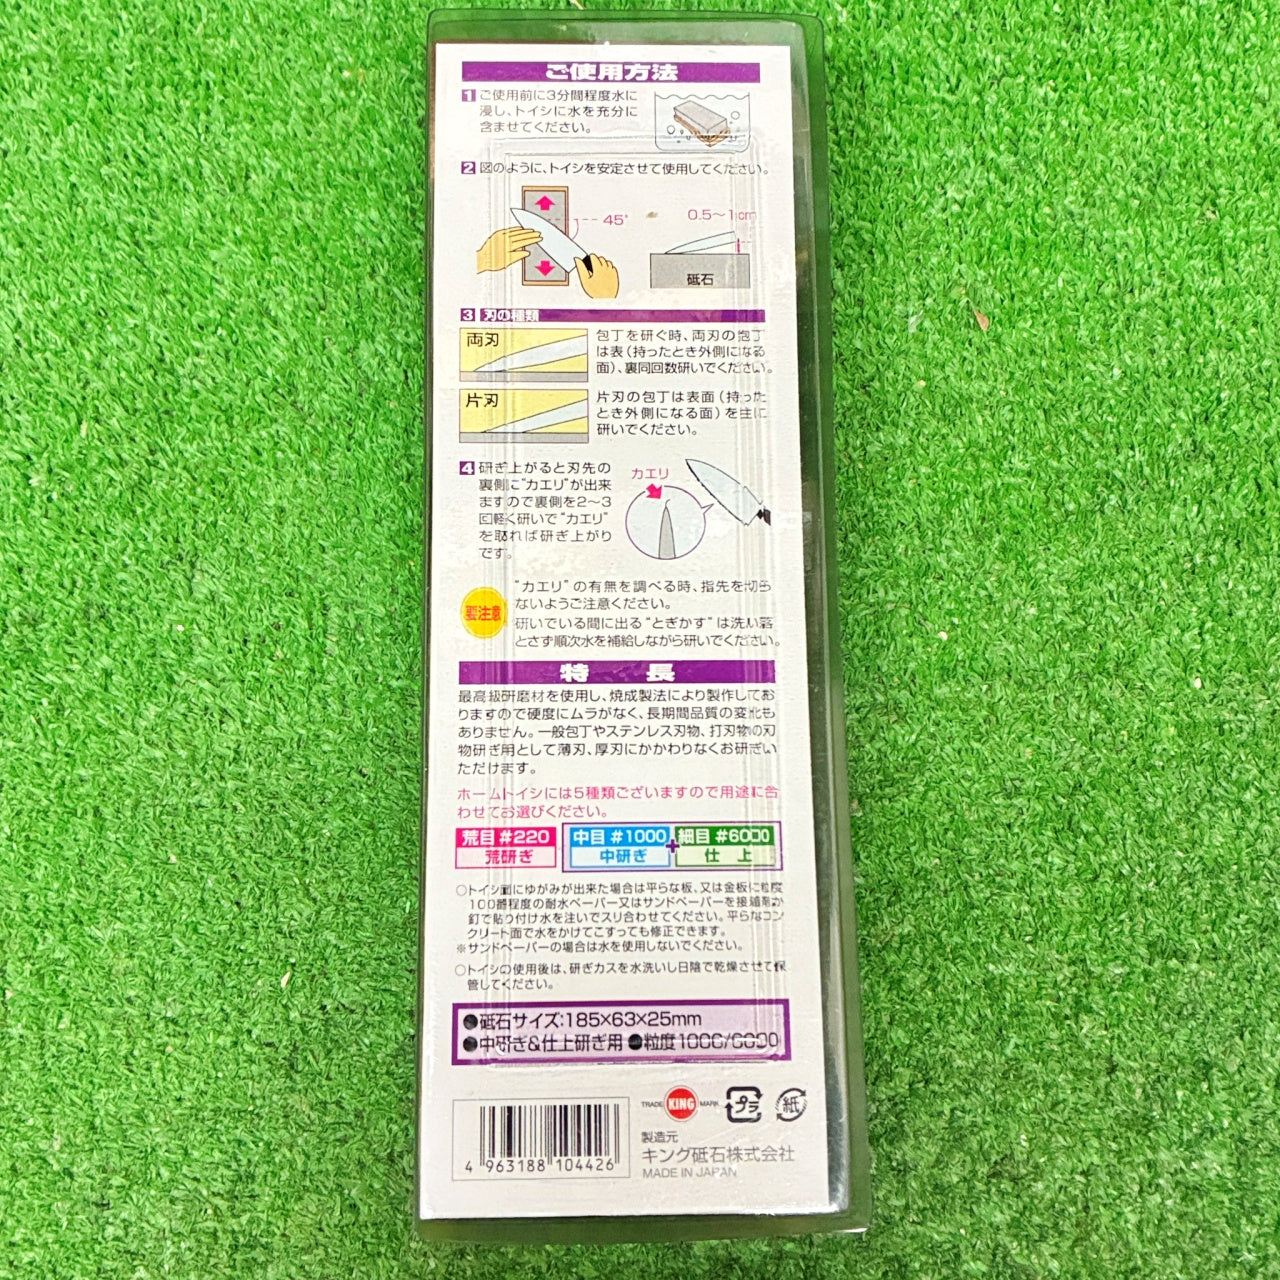 ご使用方法
1 ご使用前に3分間程度水に
浸し、トイシに水を充分に
含ませてください。
2 図のように、トイシを安定させて使用してください。
45°
0.5〜1cm
砥石
3 刃の種類
両刃
包丁を研ぐ時、両刃の包丁
は表（持ったとき外側になる
面）、裏同回数研いでください。
片刃
片刃の包丁は表面（持った
とき外側になる面）を主に
研いでください。
4 研ぎ上がると刃先の
裏側に"カエリ"が出来
ますので裏側を2〜3
回軽く研いで"カエリ"
を取れば研ぎ上がり
です。
カエリ
要注意
"カエリ"の有無を調べる時、指先を切ら
ないようご注意ください。
研いでいる間に出る"とぎかす"は洗い落
とさず順次水を補給しながら研いでください。
特 長
最高級研磨材を使用し、焼成製法により製作してお
りますので硬度にムラがなく、長期間品質の変化も
ありません。一般包丁やステンレス刃物、打刃物の刃
物研ぎ用として薄刃、厚刃にかかわりなくお研ぎい
ただけます。
ホームトイシには5種類ございますので用途に合
わせてお選びください。
荒目 #220 中目 #1000 + 細目 #6000
荒研ぎ 中研ぎ 仕 上
○トイシ面にゆがみが出来た場合は平らな板、又は金板に粒度
100番程度の耐水ペーパー又はサンドペーパーを接着剤か
釘で貼り付け水を注いでスリ合わせてください。平らなコン
クリート面で水をかけてこすっても修正できます。
※サンドペーパーの場合は水を使用しないでください。
○トイシの使用後は、研ぎカスを水洗いし日陰で乾燥させて保
管してください。
●砥石サイズ:185×63×25mm
●中研ぎ&仕上研ぎ用 ●粒度1000/6000
TRADE KING MARK プラ 紙
製造元
キング砥石株式会社
MADE IN JAPAN
4 963188 104426